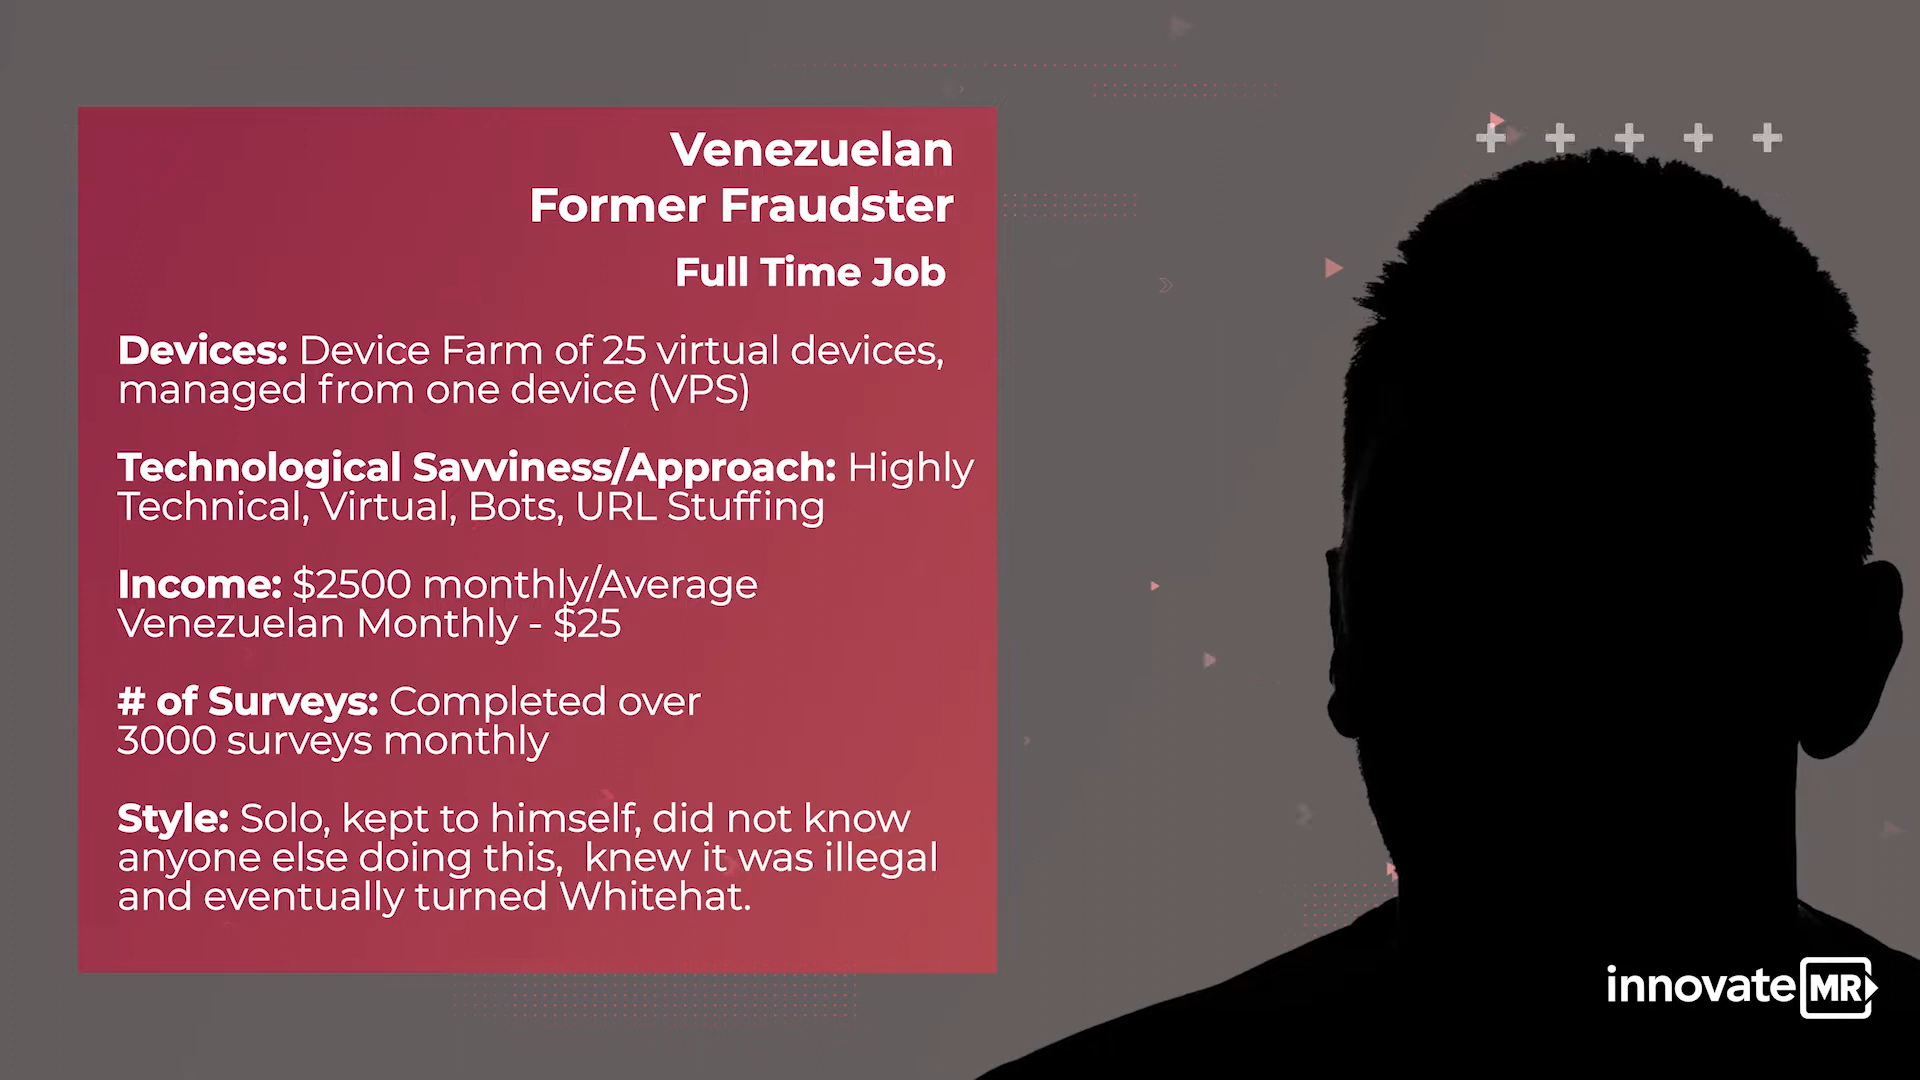 Venezuelan
Former Fraudster
Full Time Job
Devices: Device Farm of 25 virtual devices,
managed from one device (VPS)
Technological Savviness/Approach: Highly
Technical, Virtual, Bots, URL Stuffing
Income: $2500 monthly/Average
Venezuelan Monthly - $25
# of Surveys: Completed over
3000 surveys monthly
Style: Solo, kept to himself, did not know
anyone else doing this,  knew it was illegal
and eventually turned Whitehat.
innovateMR